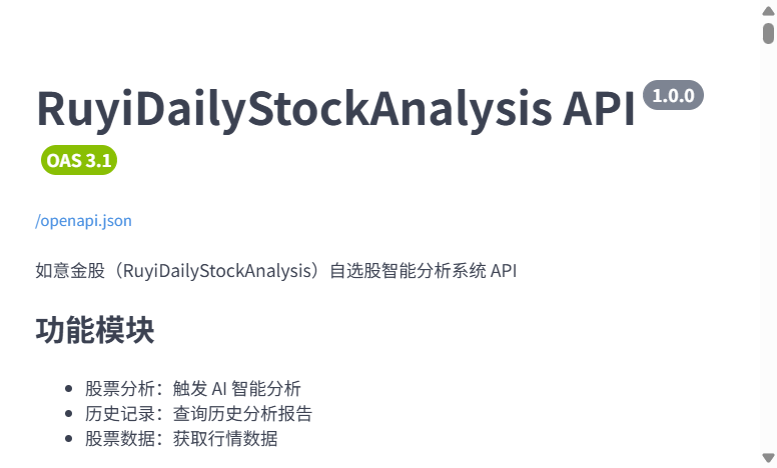 RuyiDailyStockAnalysis API 1.0.0
OAS 3.1
/openapi.json
如意金股（RuyiDailyStockAnalysis）自选股智能分析系统 API
功能模块
股票分析：触发 AI 智能分析
历史记录：查询历史分析报告
股票数据：获取行情数据